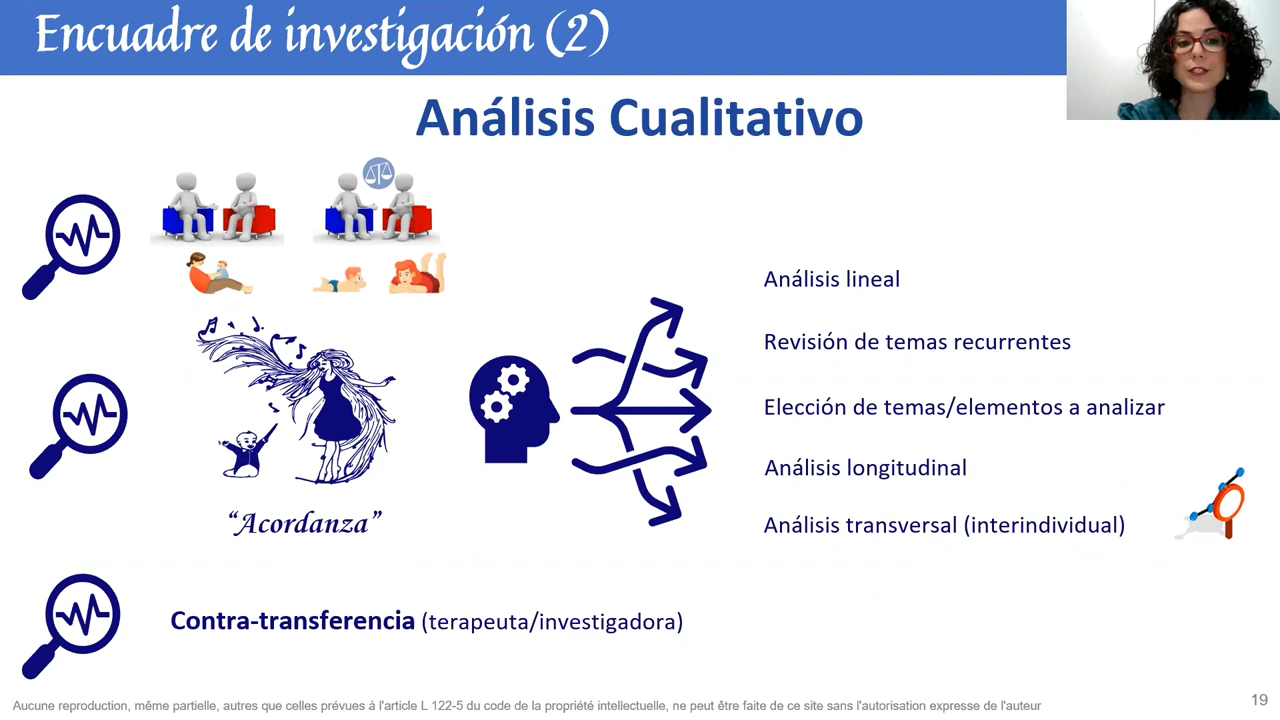 Encuadre de investigación (2)
Análisis Cualitativo
Análisis lineal
Revisión de temas recurrentes
Elección de temas/elementos a analizar
Análisis longitudinal
Análisis transversal (interindividual)
“Acordanza”
Contra-transferencia (terapeuta/investigadora)
Aucune reproduction, même partielle, autres que celles prévues à l'article L 122-5 du code de la propriété intellectuelle, ne peut être faite de ce site sans l'autorisation expresse de l'auteur
19